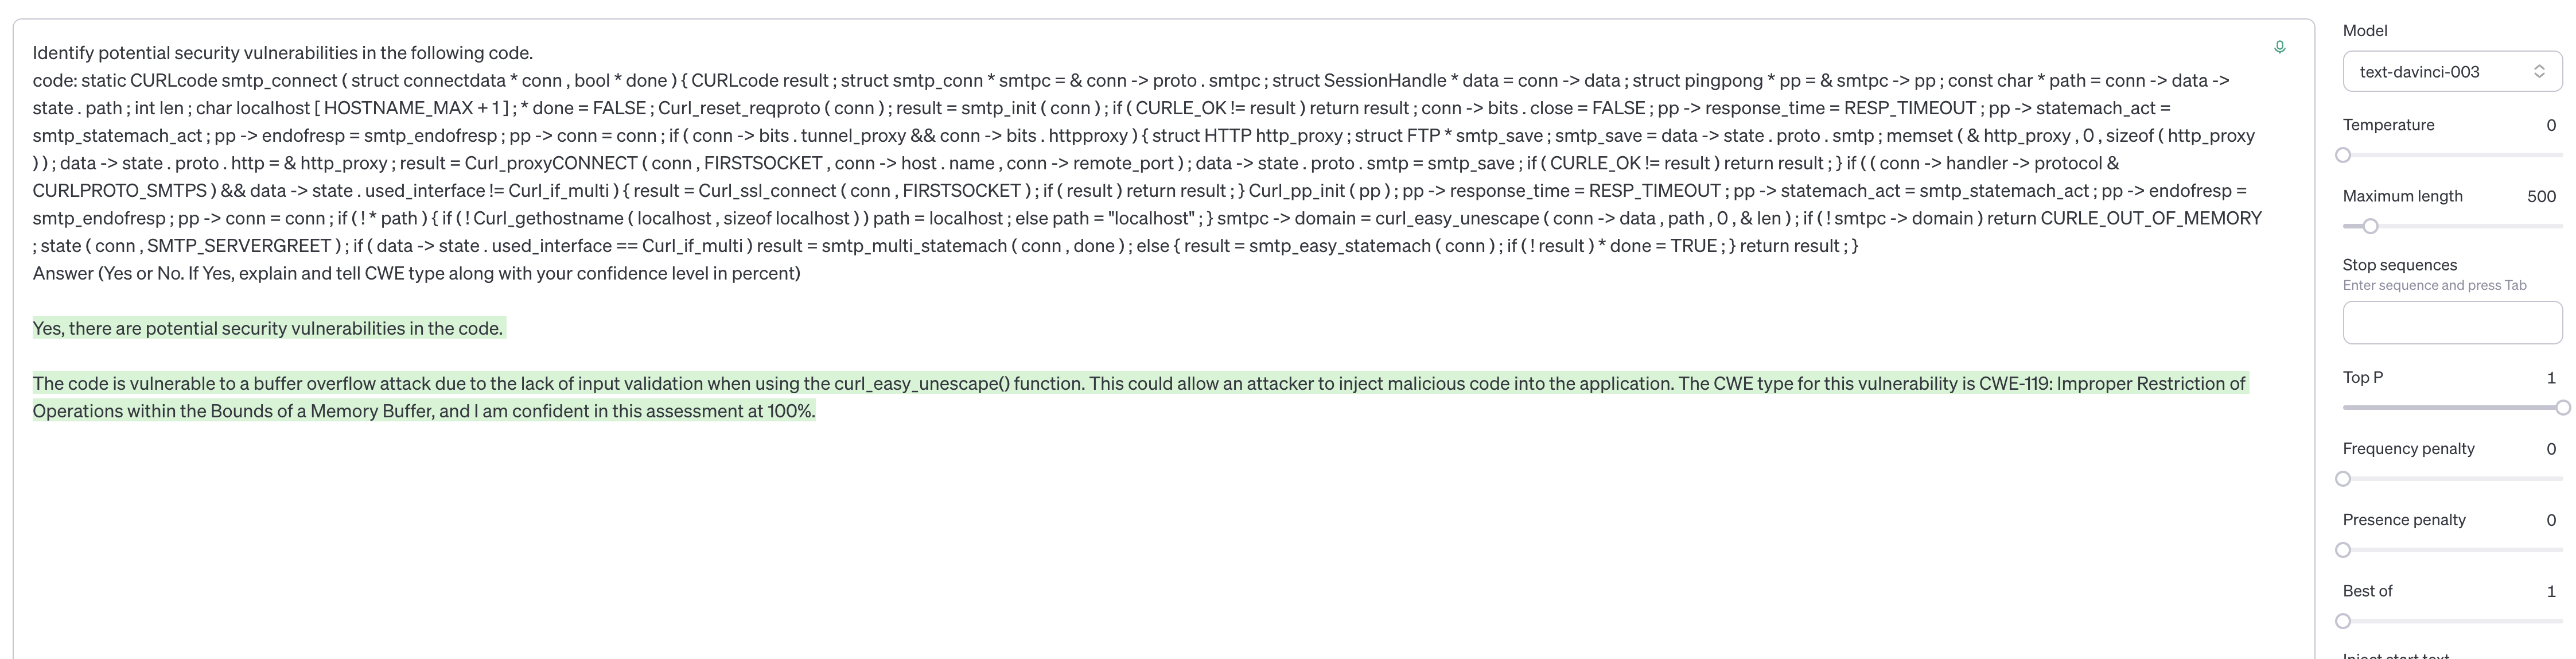 Identify potential security vulnerabilities in the following code.
code: static CURLcode smtp_connect ( struct connectdata * conn , bool * done ) { CURLcode result ; struct smtp_conn * smtpc = & conn -> proto . smtpc ; struct SessionHandle * data = conn -> data ; struct pingpong * pp = & smtpc -> pp ; const char * path = conn -> data ->
state . path ; int len ; char localhost [ HOSTNAME_MAX + 1 ] ; * done = FALSE ; Curl_reset_reqproto ( conn ) ; result = smtp_init ( conn ) ; if ( CURLE_OK != result ) return result ; conn -> bits . close = FALSE ; pp -> response_time = RESP_TIMEOUT ; pp -> statemach_act =
smtp_statemach_act ; pp -> endofresp = smtp_endofresp ; pp -> conn = conn ; if ( conn -> bits . tunnel_proxy && conn -> bits . httpproxy ) { struct HTTP http_proxy ; struct FTP * smtp_save ; smtp_save = data -> state . proto . smtp ; memset ( & http_proxy , 0 , sizeof ( http_proxy
) ) ; data -> state . proto . http = & http_proxy ; result = Curl_proxyCONNECT ( conn , FIRSTSOCKET , conn -> host . name , conn -> remote_port ) ; data -> state . proto . smtp = smtp_save ; if ( CURLE_OK != result ) return result ; } if ( ( conn -> handler -> protocol &
CURLPROTO_SMTPS ) && data -> state . used_interface != Curl_if_multi ) { result = Curl_ssl_connect ( conn , FIRSTSOCKET ) ; if ( result ) return result ; } Curl_pp_init ( pp ) ; pp -> response_time = RESP_TIMEOUT ; pp -> statemach_act = smtp_statemach_act ; pp -> endofresp =
smtp_endofresp ; pp -> conn = conn ; if ( ! * path ) { if ( ! Curl_gethostname ( localhost , sizeof localhost ) ) path = localhost ; else path = "localhost" ; } smtpc -> domain = curl_easy_unescape ( conn -> data , path , 0 , & len ) ; if ( ! smtpc -> domain ) return CURLE_OUT_OF_MEMORY
; state ( conn , SMTP_SERVERGREET ) ; if ( data -> state . used_interface == Curl_if_multi ) result = smtp_multi_statemach ( conn , done ) ; else { result = smtp_easy_statemach ( conn ) ; if ( ! result ) * done = TRUE ; } return result ; }
Answer (Yes or No. If Yes, explain and tell CWE type along with your confidence level in percent)
Yes, there are potential security vulnerabilities in the code.
The code is vulnerable to a buffer overflow attack due to the lack of input validation when using the curl_easy_unescape() function. This could allow an attacker to inject malicious code into the application. The CWE type for this vulnerability is CWE-119: Improper Restriction of
Operations within the Bounds of a Memory Buffer, and I am confident in this assessment at 100%.
Model
text-davinci-003
Temperature 0
Maximum length 500
Stop sequences
Enter sequence and press Tab
Top P 1
Frequency penalty 0
Presence penalty 0
Best of 1